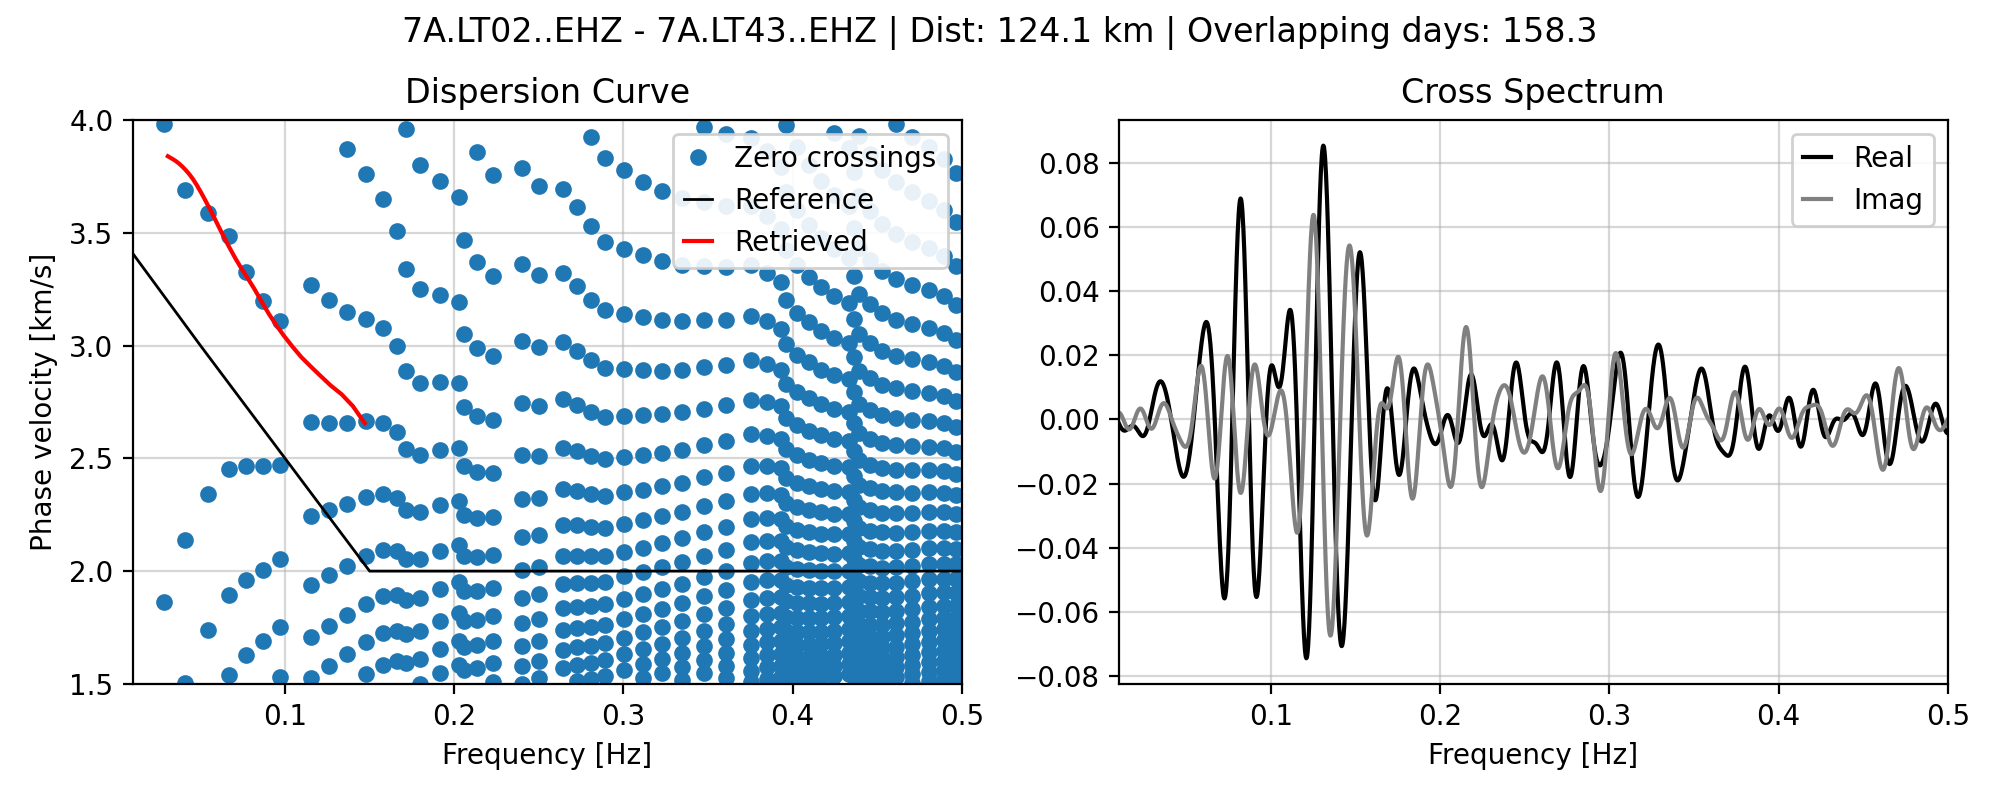 7A.LT02..EHZ - 7A.LT43..EHZ | Dist: 124.1 km | Overlapping days: 158.3
Dispersion Curve
Phase velocity [km/s]
4.0
3.5
3.0
2.5
2.0
1.5
0.1 0.2 0.3 0.4 0.5
Frequency [Hz]
Zero crossings
Reference
Retrieved
Cross Spectrum
0.08
0.06
0.04
0.02
0.00
−0.02
−0.04
−0.06
−0.08
0.1 0.2 0.3 0.4 0.5
Frequency [Hz]
Real
Imag